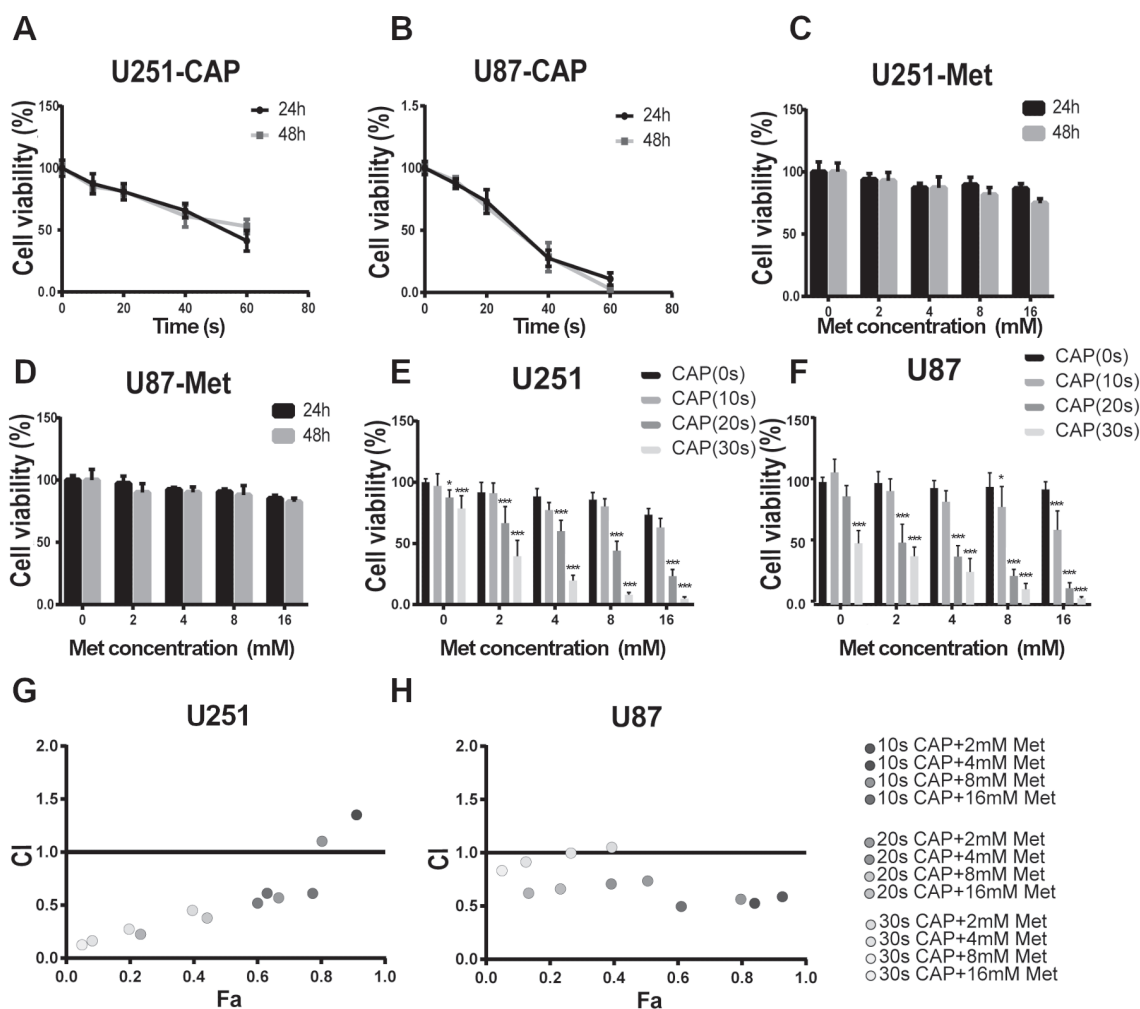 A
U251-CAP
Cell viability (%)
150
100
50
0.0
0
20
40
60
80
Time (s)
24h
48h
B
U87-CAP
Cell viability (%)
1.5
100
50
0.0
0
20
40
60
80
Time (s)
24h
48h
C
U251-Met
Cell viability (%)
150
100
50
0.0
0
2
4
8
16
Met concentration (mM)
24h
48h
D
U87-Met
Cell viability (%)
150
100
50
0.0
0
2
4
8
16
Met concentration (mM)
24h
48h
E
U251
CAP(0s)
CAP(10s)
CAP(20s)
CAP(30s)
Cell viability (%)
150
100
50
0.0
* ***
*** ***
*** ***
*** ***
*** ***
0
2
4
8
16
Met concentration (mM)
F
U87
CAP(0s)
CAP(10s)
CAP(20s)
CAP(30s)
Cell viability (%)
150
100
50
0.0
***
*** ***
*** ***
* *** ***
*** *** ***
0
2
4
8
16
Met concentration (mM)
G
U251
CI
2.0
1.5
1.0
0.5
0.0
0.0
0.2
0.4
0.6
0.8
1.0
Fa
H
U87
CI
2.0
1.5
1.0
0.5
0.0
0.0
0.2
0.4
0.6
0.8
1.0
Fa
10s CAP+2mM Met
10s CAP+4mM Met
10s CAP+8mM Met
10s CAP+16mM Met
20s CAP+2mM Met
20s CAP+4mM Met
20s CAP+8mM Met
20s CAP+16mM Met
30s CAP+2mM Met
30s CAP+4mM Met
30s CAP+8mM Met
30s CAP+16mM Met